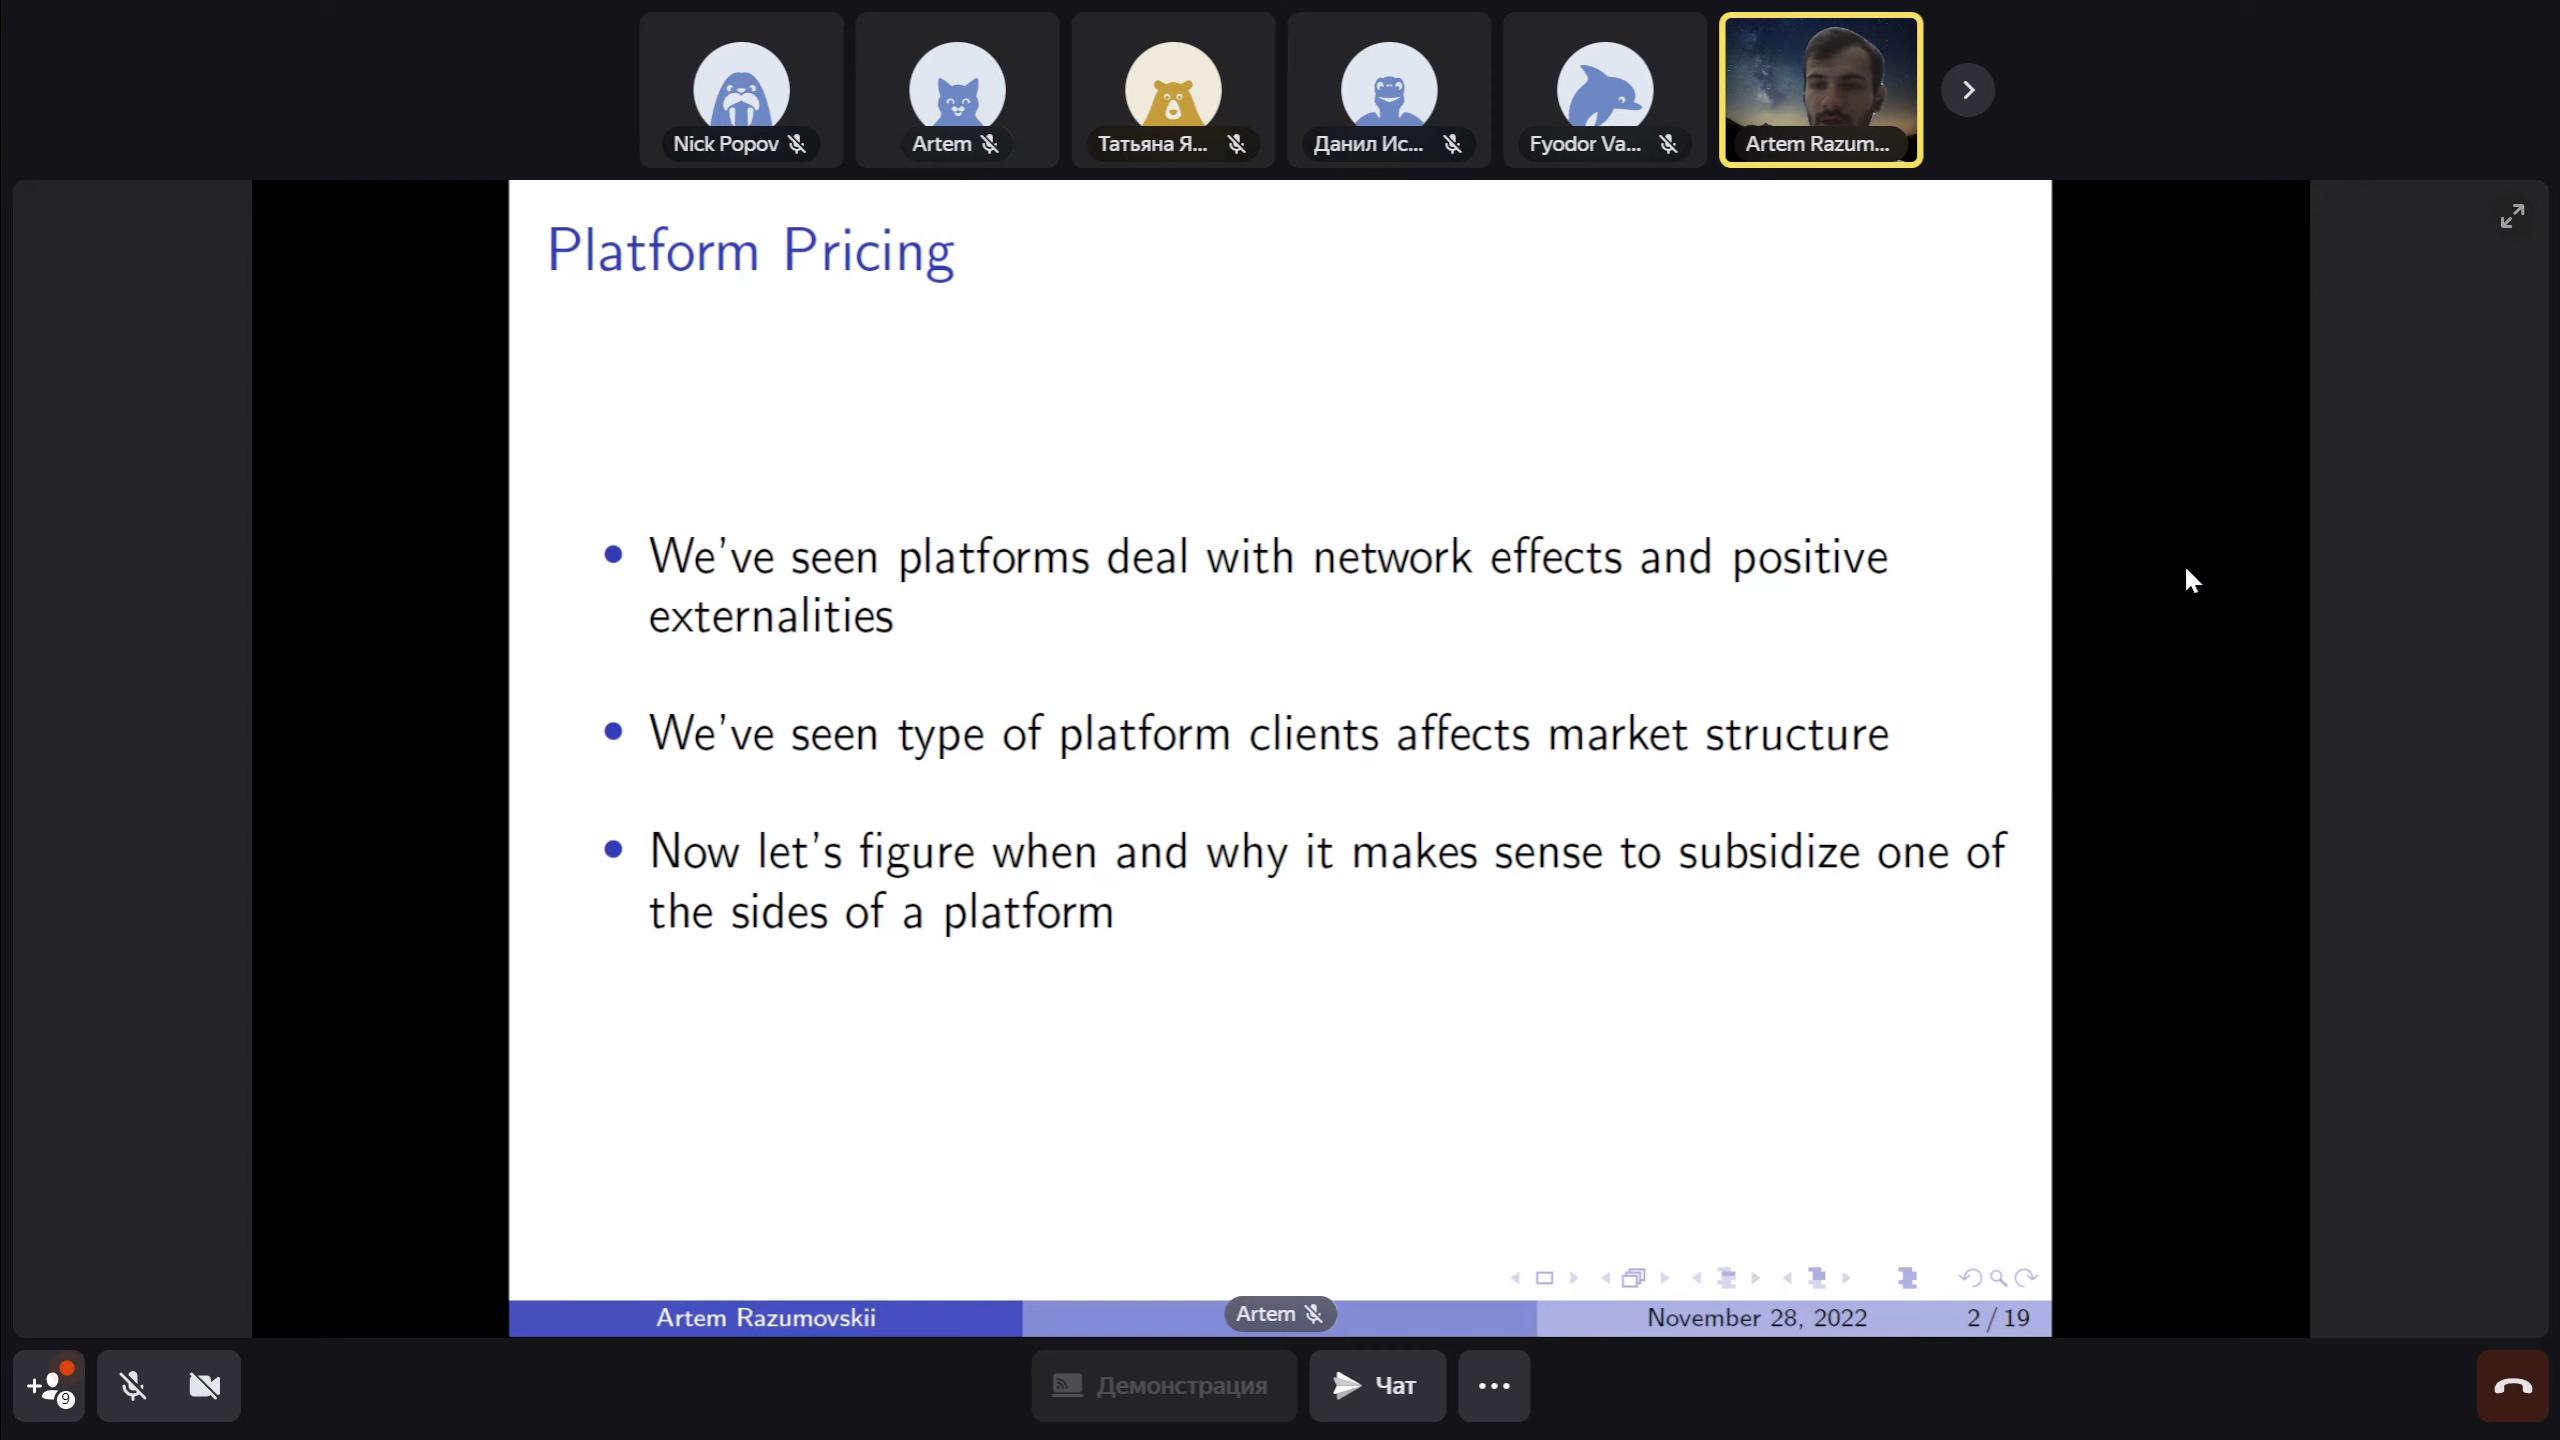 Nick Popov
Artem
Татьяна Я...
Данил Ис...
Fyodor Va...
Artem Razum...
Platform Pricing
We've seen platforms deal with network effects and positive
externalities
We've seen type of platform clients affects market structure
Now let's figure when and why it makes sense to subsidize one of
the sides of a platform
Artem Razumovskii
Artem
November 28, 2022
2 / 19
9
Демонстрация
Чат